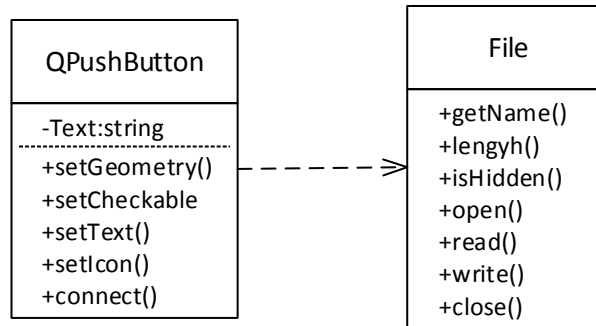 QPushButton
-Text:string
+setGeometry()
+setCheckable
+setText()
+setIcon()
+connect()
File
+getName()
+lengyh()
+isHidden()
+open()
+read()
+write()
+close()